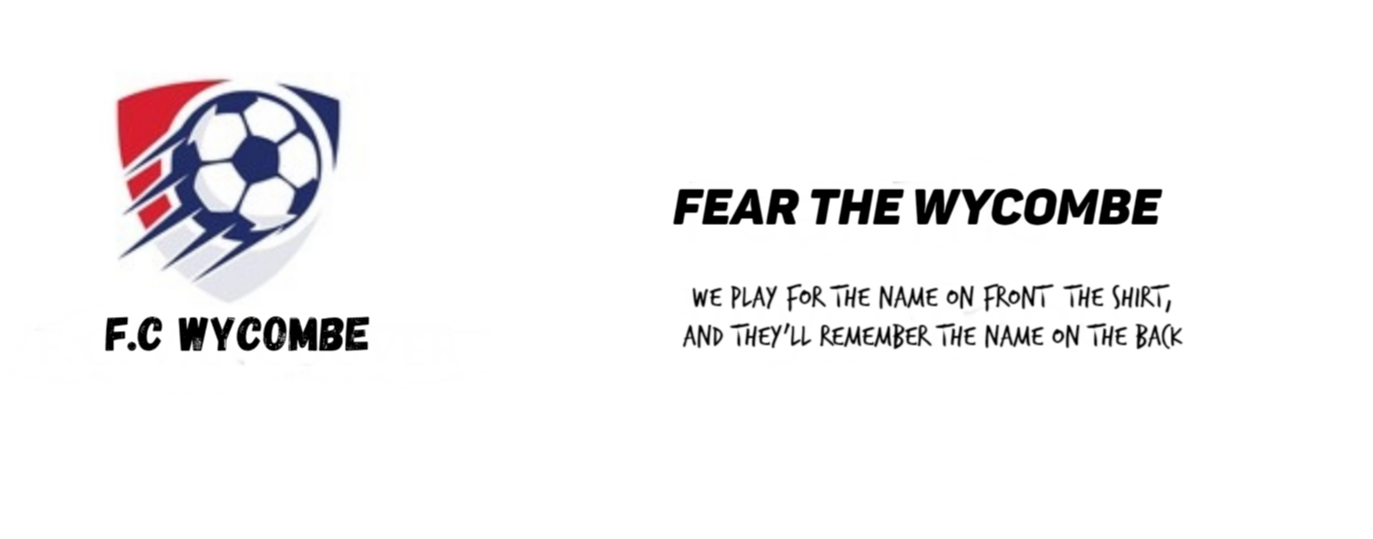 F.C WYCOMBE
FEAR THE WYCOMBE
WE PLAY FOR THE NAME ON FRONT THE SHIRT,
AND THEY'LL REMEMBER THE NAME ON THE BACK